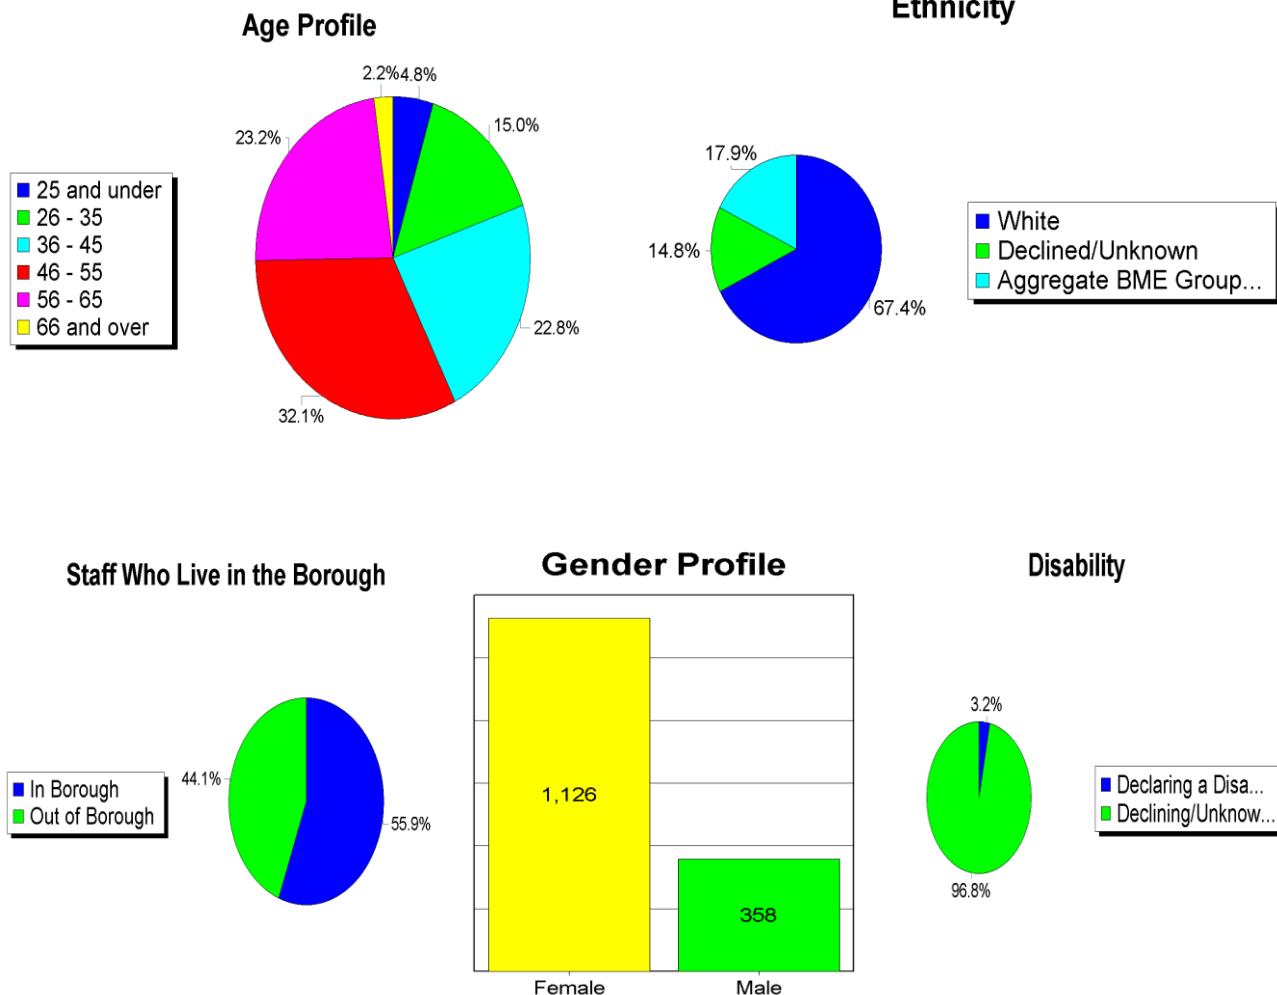 Age Profile
2.2%
4.8%
15.0%
23.2%
22.8%
32.1%
25 and under
26 - 35
36 - 45
46 - 55
56 - 65
66 and over
Ethnicity
17.9%
14.8%
67.4%
White
Declined/Unknown
Aggregate BME Group...
Staff Who Live in the Borough
44.1%
55.9%
In Borough
Out of Borough
Gender Profile
1,126
358
Female
Male
Disability
3.2%
96.8%
Declaring a Disa...
Declining/Unknow...